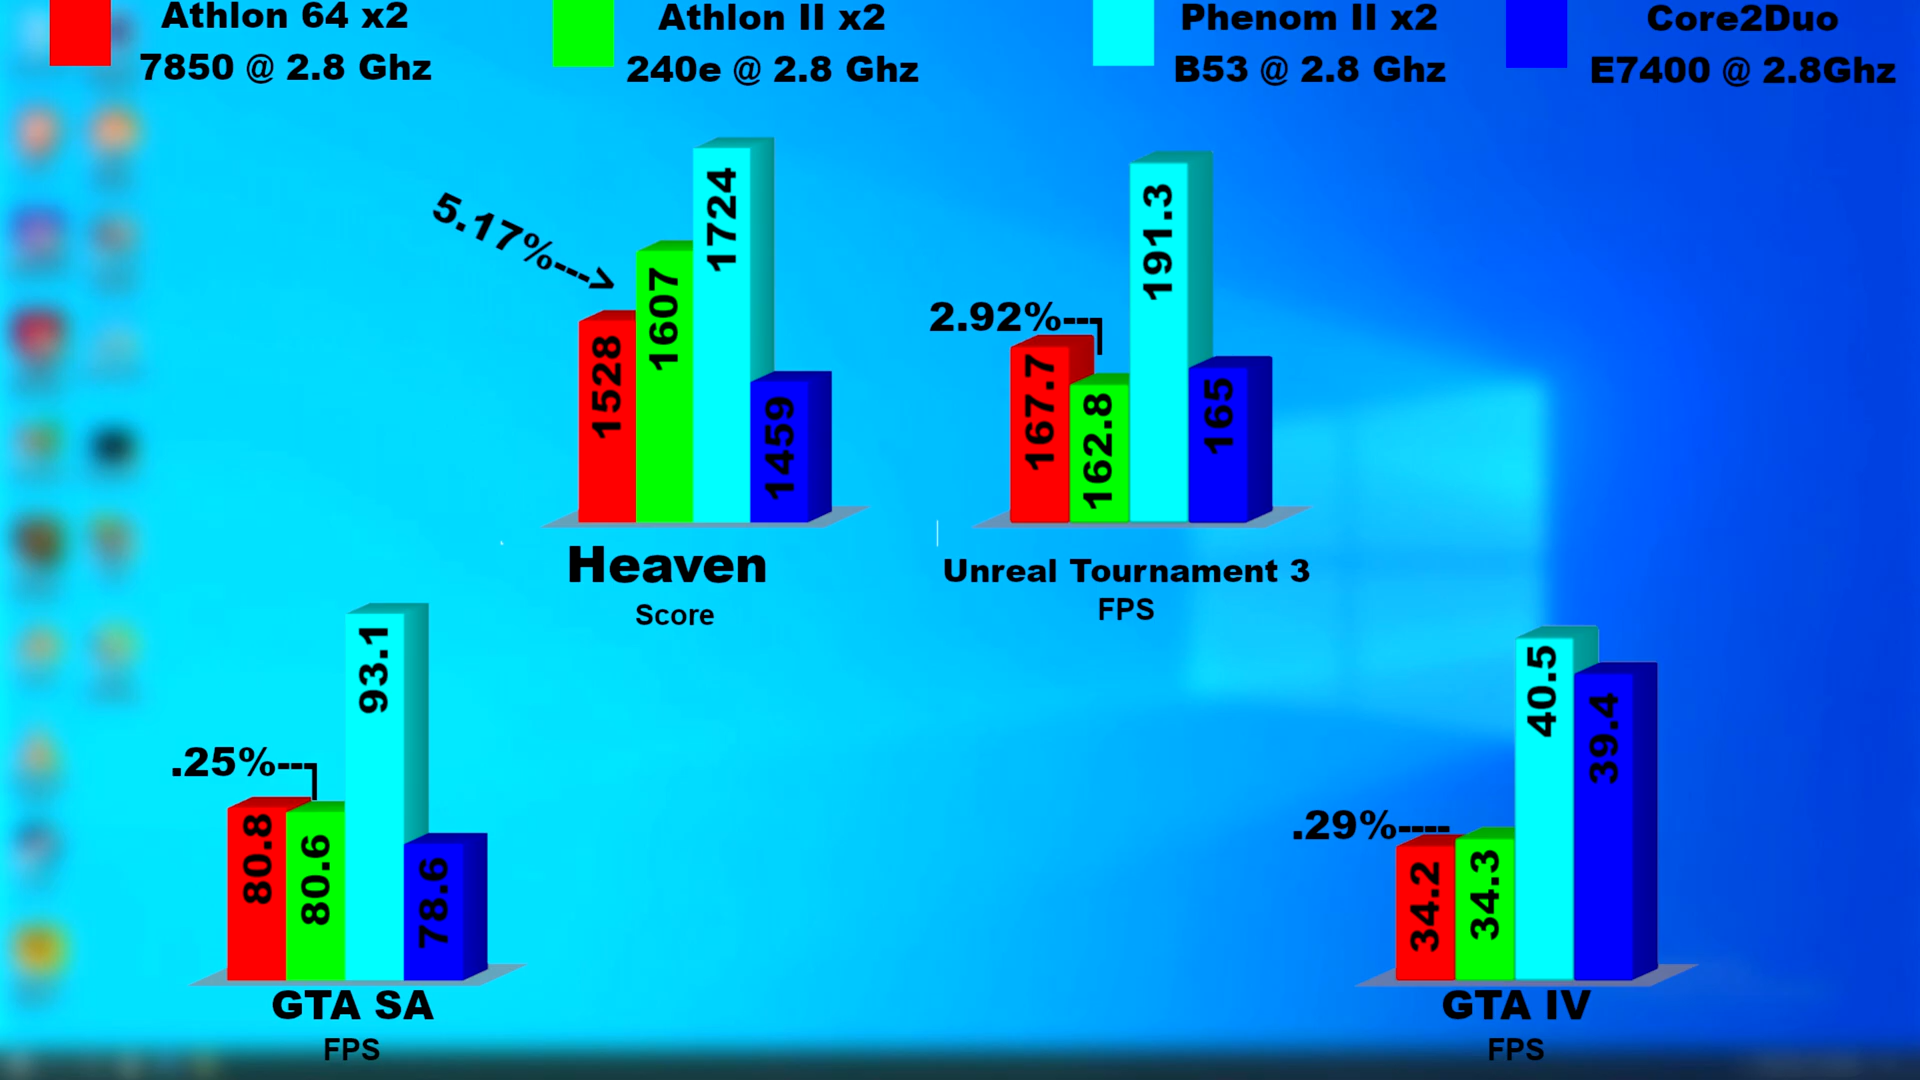 Athlon 64 x2
7850 @ 2.8 Ghz
Athlon II x2
240e @ 2.8 Ghz
Phenom II x2
B53 @ 2.8 Ghz
Core2Duo
E7400 @ 2.8Ghz
5.17%--->
1528
1607
1724
1459
Heaven
Score
2.92%---
167.7
162.8
191.3
165
Unreal Tournament 3
FPS
.25%---
80.8
80.6
93.1
78.6
GTA SA
FPS
.29%----
34.2
34.3
40.5
39.4
GTA IV
FPS